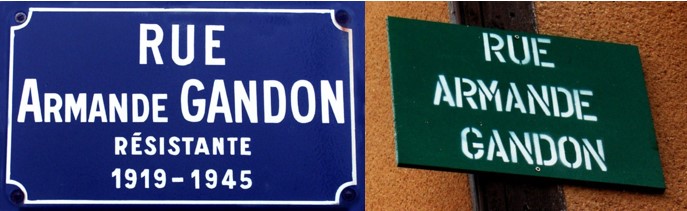 RUE
ARMANDE GANDON
RÉSISTANTE
1919-1945
RUE
ARMANDE
GANDON